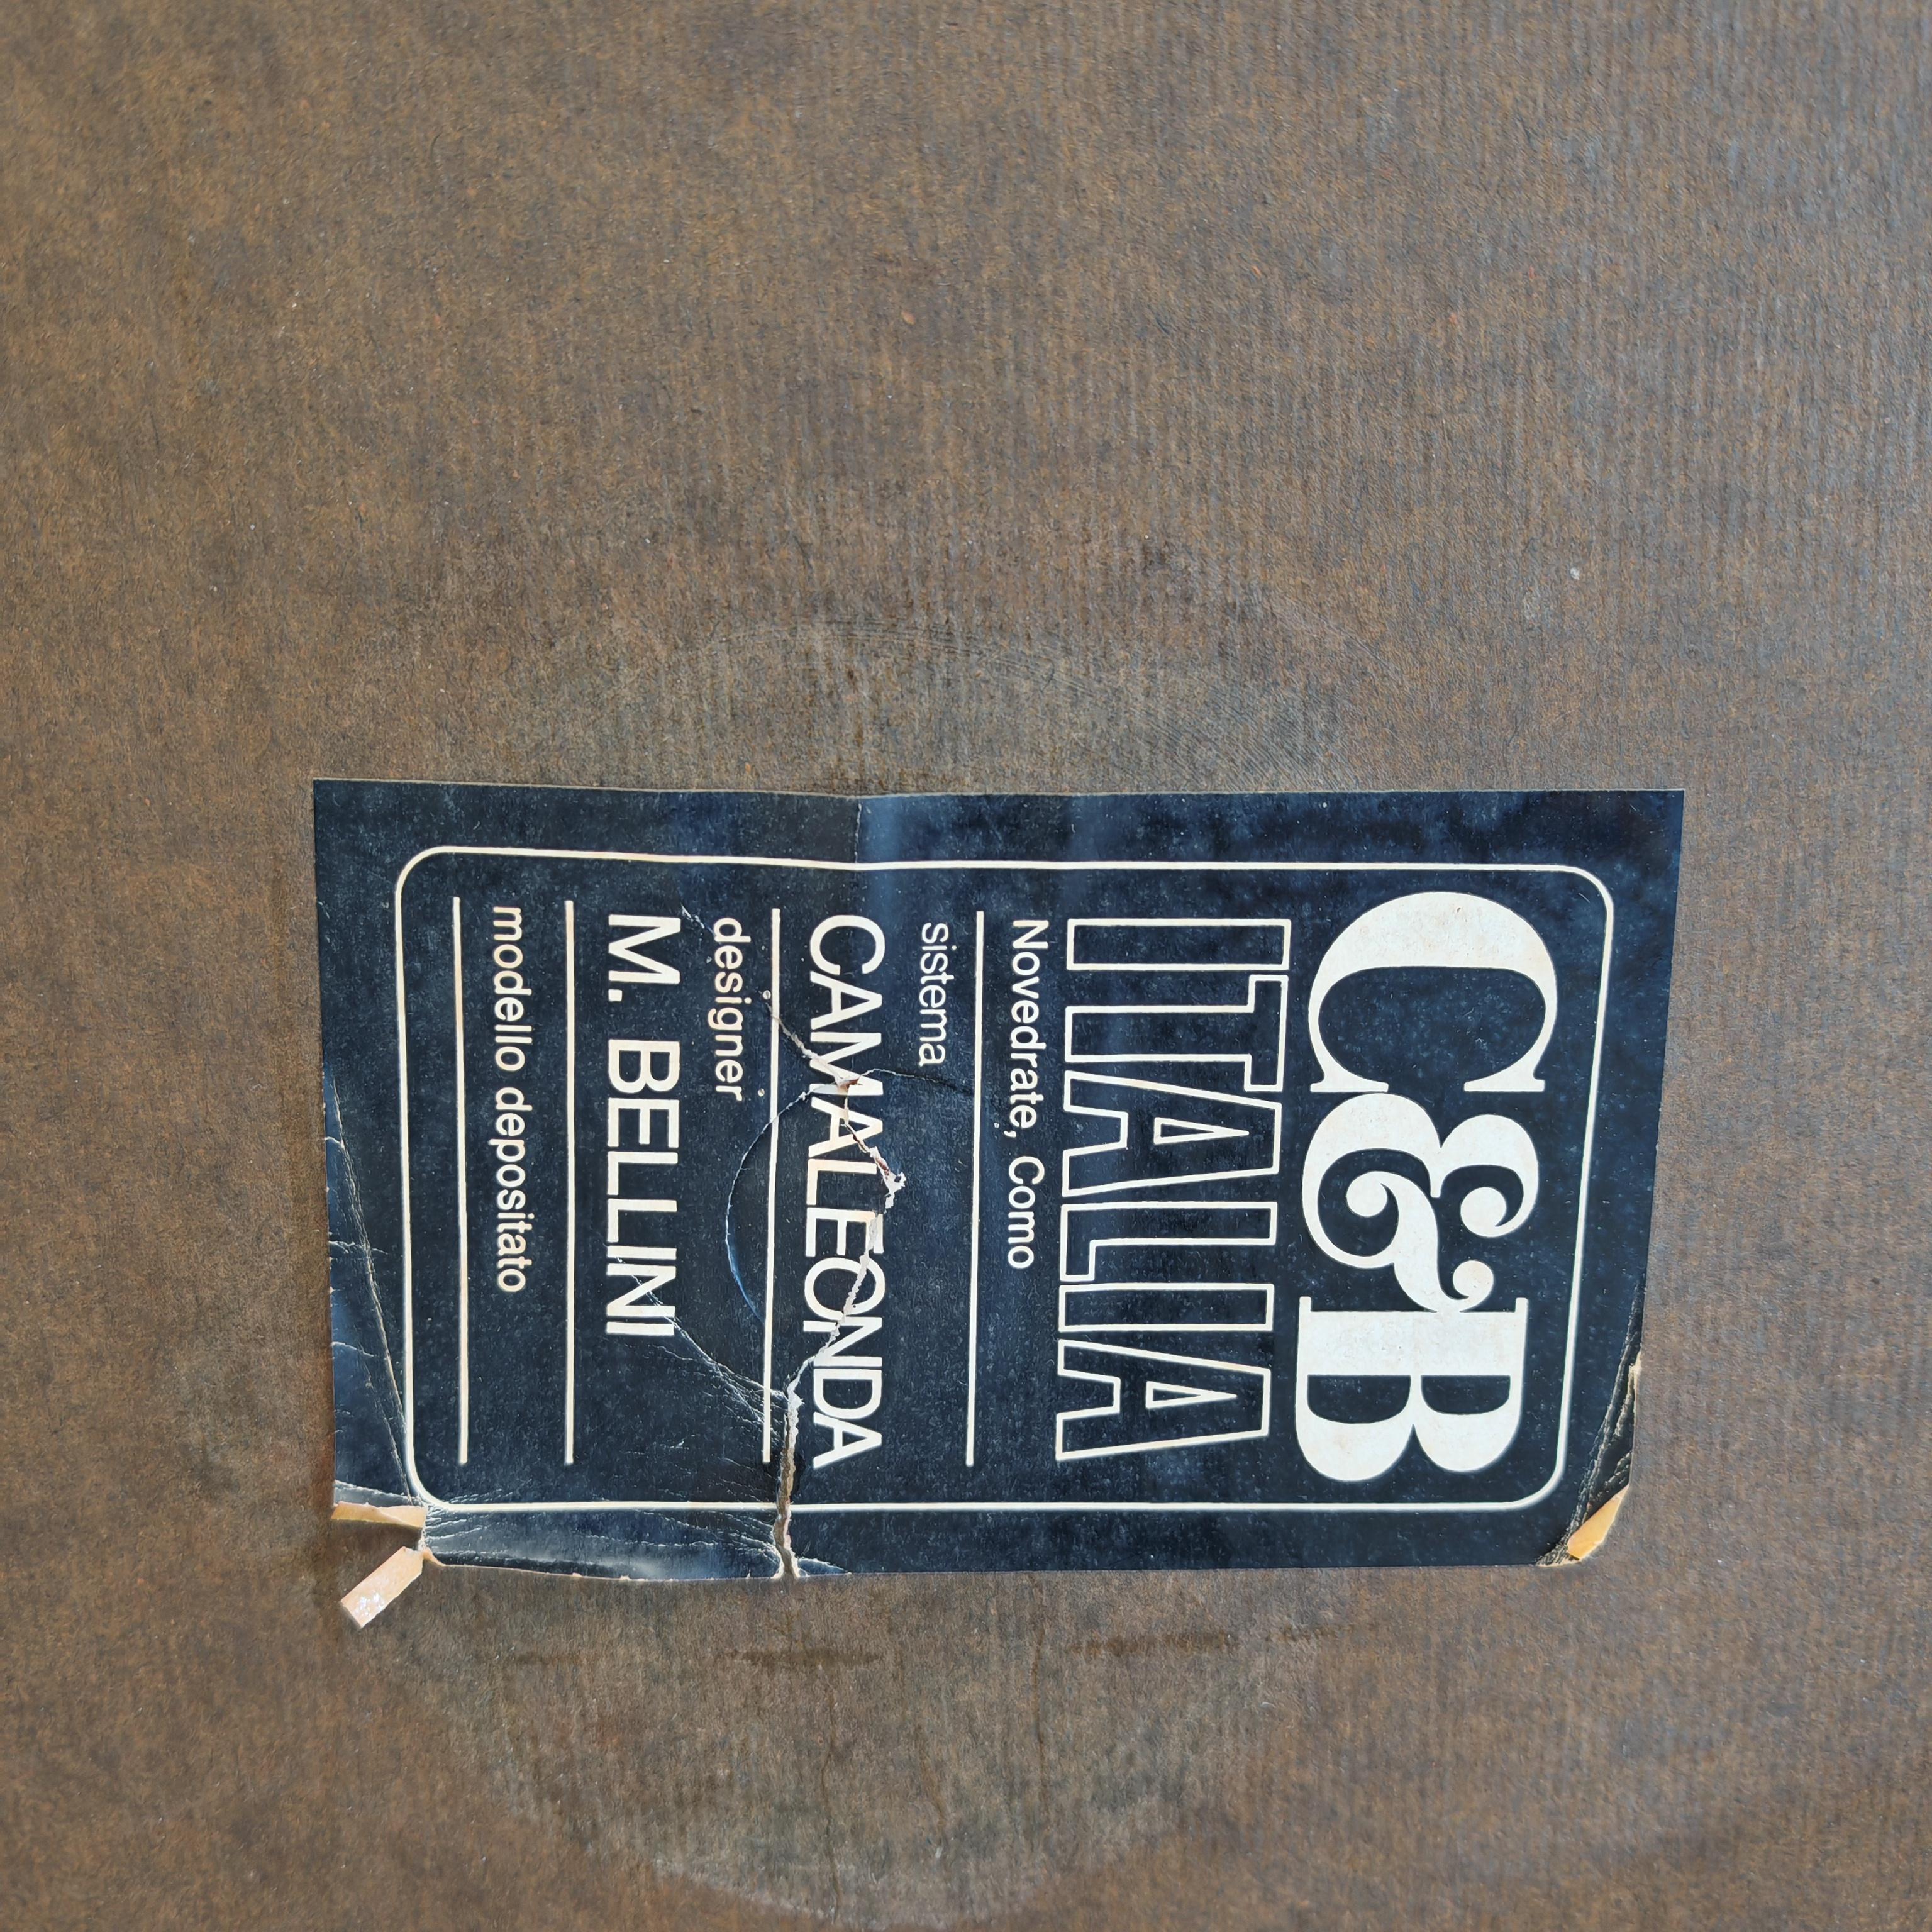 C&B
ITALIA
Novedrate, Como
sistema
CAMALEONDA
designer
M. BELLINI
modello depositato